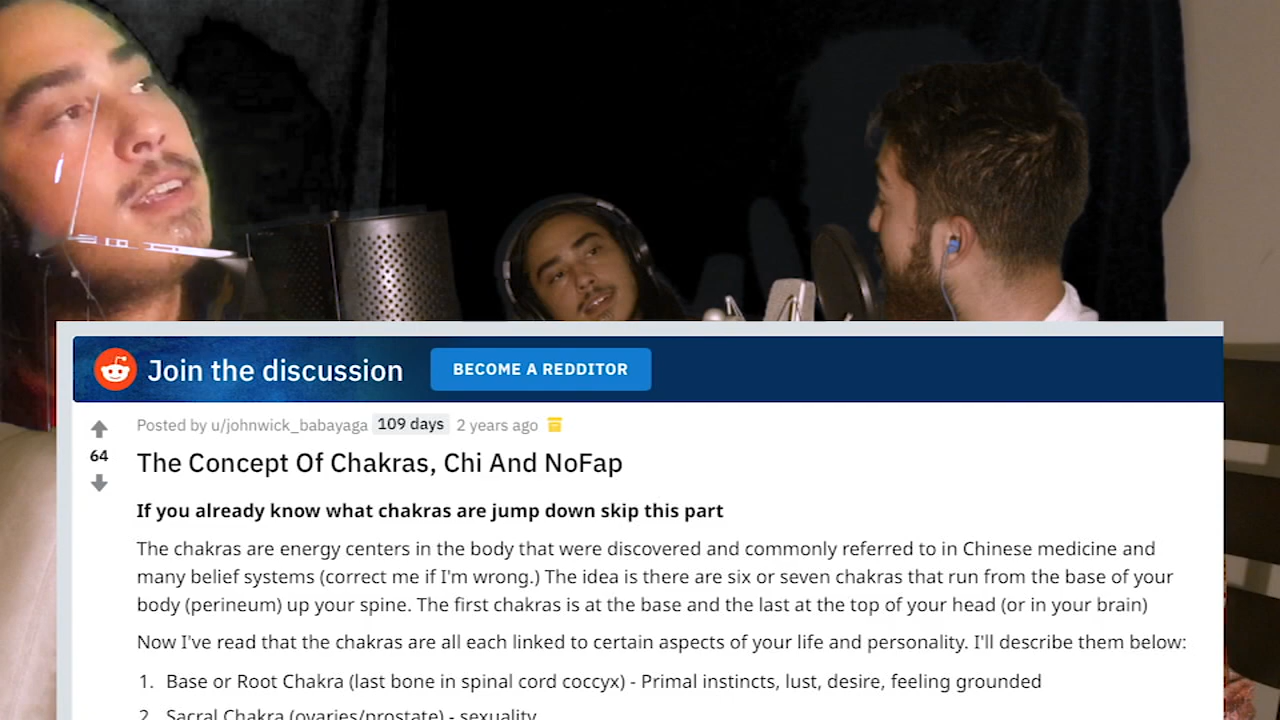 Join the discussion
BECOME A REDDITOR
Posted by u/johnwick_babayaga 109 days 2 years ago
64
The Concept Of Chakras, Chi And NoFap
If you already know what chakras are jump down skip this part
The chakras are energy centers in the body that were discovered and commonly referred to in Chinese medicine and
many belief systems (correct me if I'm wrong.) The idea is there are six or seven chakras that run from the base of your
body (perineum) up your spine. The first chakras is at the base and the last at the top of your head (or in your brain)
Now I've read that the chakras are all each linked to certain aspects of your life and personality. I'll describe them below:
1. Base or Root Chakra (last bone in spinal cord coccyx) - Primal instincts, lust, desire, feeling grounded
2. Sacral Chakra (ovaries/prostate) - sexuality